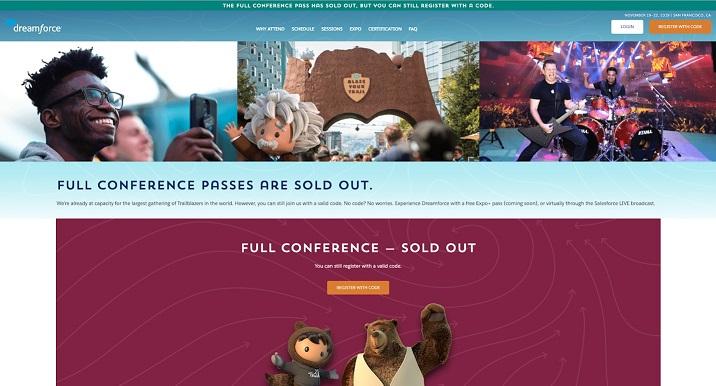 THE FULL CONFERENCE PASS HAS SOLD OUT, BUT YOU CAN STILL REGISTER WITH A CODE.
NOVEMBER 19–22, 2019 | SAN FRANCISCO, CA
dreamforce
WHY ATTEND SCHEDULE SESSIONS EXPO CERTIFICATION FAQ
LOGIN REGISTER WITH CODE
BLAZE
YOUR
TRAIL
TAMA
FULL CONFERENCE PASSES ARE SOLD OUT.
We're already at capacity for the largest gathering of Trailblazers in the world. However, you can still join us with a valid code. No code? No worries. Experience Dreamforce with a free Expo+ pass (coming soon), or virtually through the Salesforce LIVE broadcast.
FULL CONFERENCE – SOLD OUT
You can still register with a valid code.
REGISTER WITH CODE